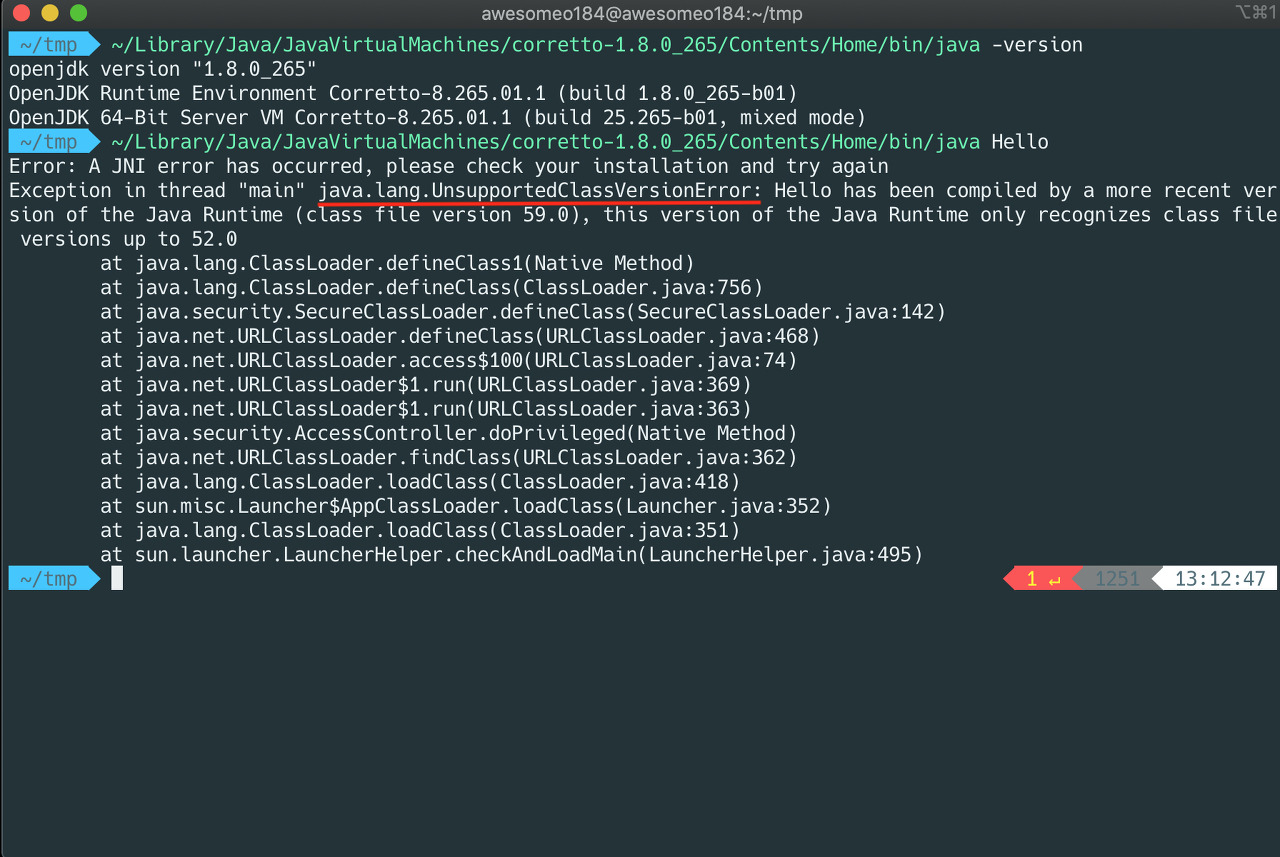 awesomeo184@awesomeo184:~/tmp ⌥⌘1
~/tmp ~/Library/Java/JavaVirtualMachines/corretto-1.8.0_265/Contents/Home/bin/java -version
openjdk version "1.8.0_265"
OpenJDK Runtime Environment Corretto-8.265.01.1 (build 1.8.0_265-b01)
OpenJDK 64-Bit Server VM Corretto-8.265.01.1 (build 25.265-b01, mixed mode)
~/tmp ~/Library/Java/JavaVirtualMachines/corretto-1.8.0_265/Contents/Home/bin/java Hello
Error: A JNI error has occurred, please check your installation and try again
Exception in thread "main" java.lang.UnsupportedClassVersionError: Hello has been compiled by a more recent ver
sion of the Java Runtime (class file version 59.0), this version of the Java Runtime only recognizes class file
 versions up to 52.0
        at java.lang.ClassLoader.defineClass1(Native Method)
        at java.lang.ClassLoader.defineClass(ClassLoader.java:756)
        at java.security.SecureClassLoader.defineClass(SecureClassLoader.java:142)
        at java.net.URLClassLoader.defineClass(URLClassLoader.java:468)
        at java.net.URLClassLoader.access$100(URLClassLoader.java:74)
        at java.net.URLClassLoader$1.run(URLClassLoader.java:369)
        at java.net.URLClassLoader$1.run(URLClassLoader.java:363)
        at java.security.AccessController.doPrivileged(Native Method)
        at java.net.URLClassLoader.findClass(URLClassLoader.java:362)
        at java.lang.ClassLoader.loadClass(ClassLoader.java:418)
        at sun.misc.Launcher$AppClassLoader.loadClass(Launcher.java:352)
        at java.lang.ClassLoader.loadClass(ClassLoader.java:351)
        at sun.launcher.LauncherHelper.checkAndLoadMain(LauncherHelper.java:495)
~/tmp 1 ↵ 1251 13:12:47